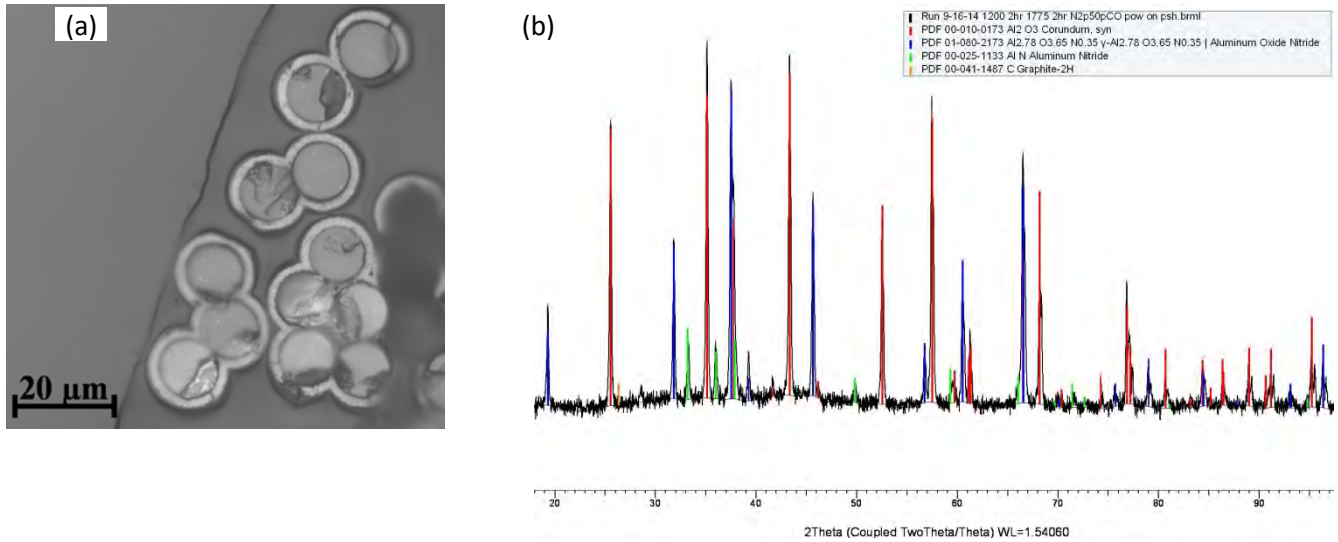 (a)
20 µm
(b)
Run 9-16-14 1200 2hr 1775 2hr N2p50pCO pow on psh.brml
PDF 00-010-0173 Al2 O3 Corundum, syn
PDF 01-080-2173 Al2.78 O3.65 N0.35 γ-Al2.78 O3.65 N0.35 | Aluminum Oxide Nitride
PDF 00-025-1133 Al N Aluminum Nitride
PDF 00-041-1487 C Graphite-2H
20 30 40 50 60 70 80 90
2Theta (Coupled TwoTheta/Theta) WL=1.54060